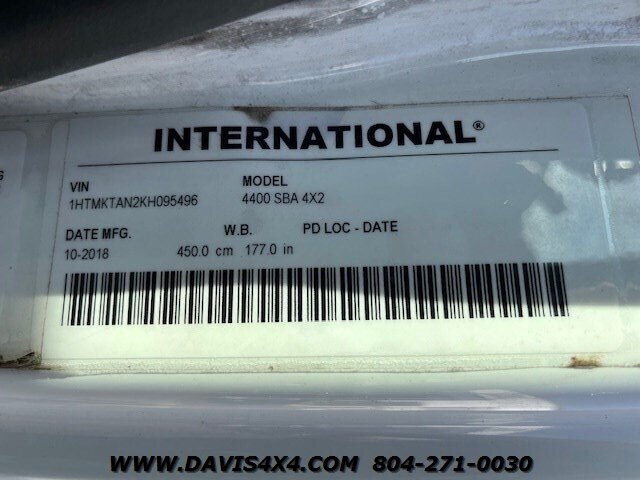 INTERNATIONAL®
VIN MODEL
1HTMKTAN2KH095496 4400 SBA 4X2
DATE MFG. W.B. PD LOC - DATE
10-2018 450.0 cm 177.0 in
WWW.DAVIS4X4.COM 804-271-0030